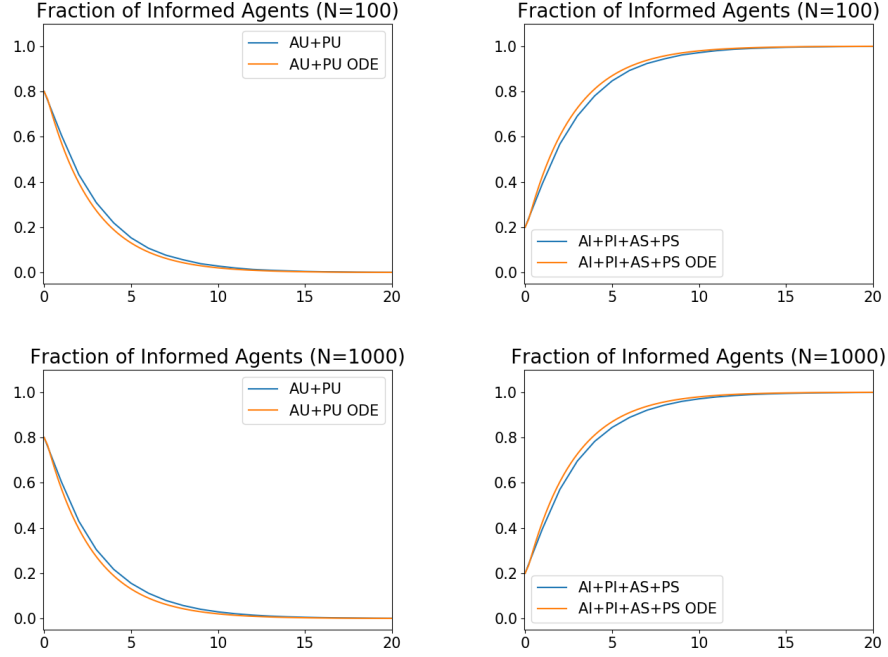 Fraction of Informed Agents (N=100)
1.0
0.8
0.6
0.4
0.2
0.0
0 5 10 15 20
AU+PU
AU+PU ODE
Fraction of Informed Agents (N=100)
1.0
0.8
0.6
0.4
0.2
0.0
0 5 10 15 20
AI+PI+AS+PS
AI+PI+AS+PS ODE
Fraction of Informed Agents (N=1000)
1.0
0.8
0.6
0.4
0.2
0.0
0 5 10 15 20
AU+PU
AU+PU ODE
Fraction of Informed Agents (N=1000)
1.0
0.8
0.6
0.4
0.2
0.0
0 5 10 15 20
AI+PI+AS+PS
AI+PI+AS+PS ODE